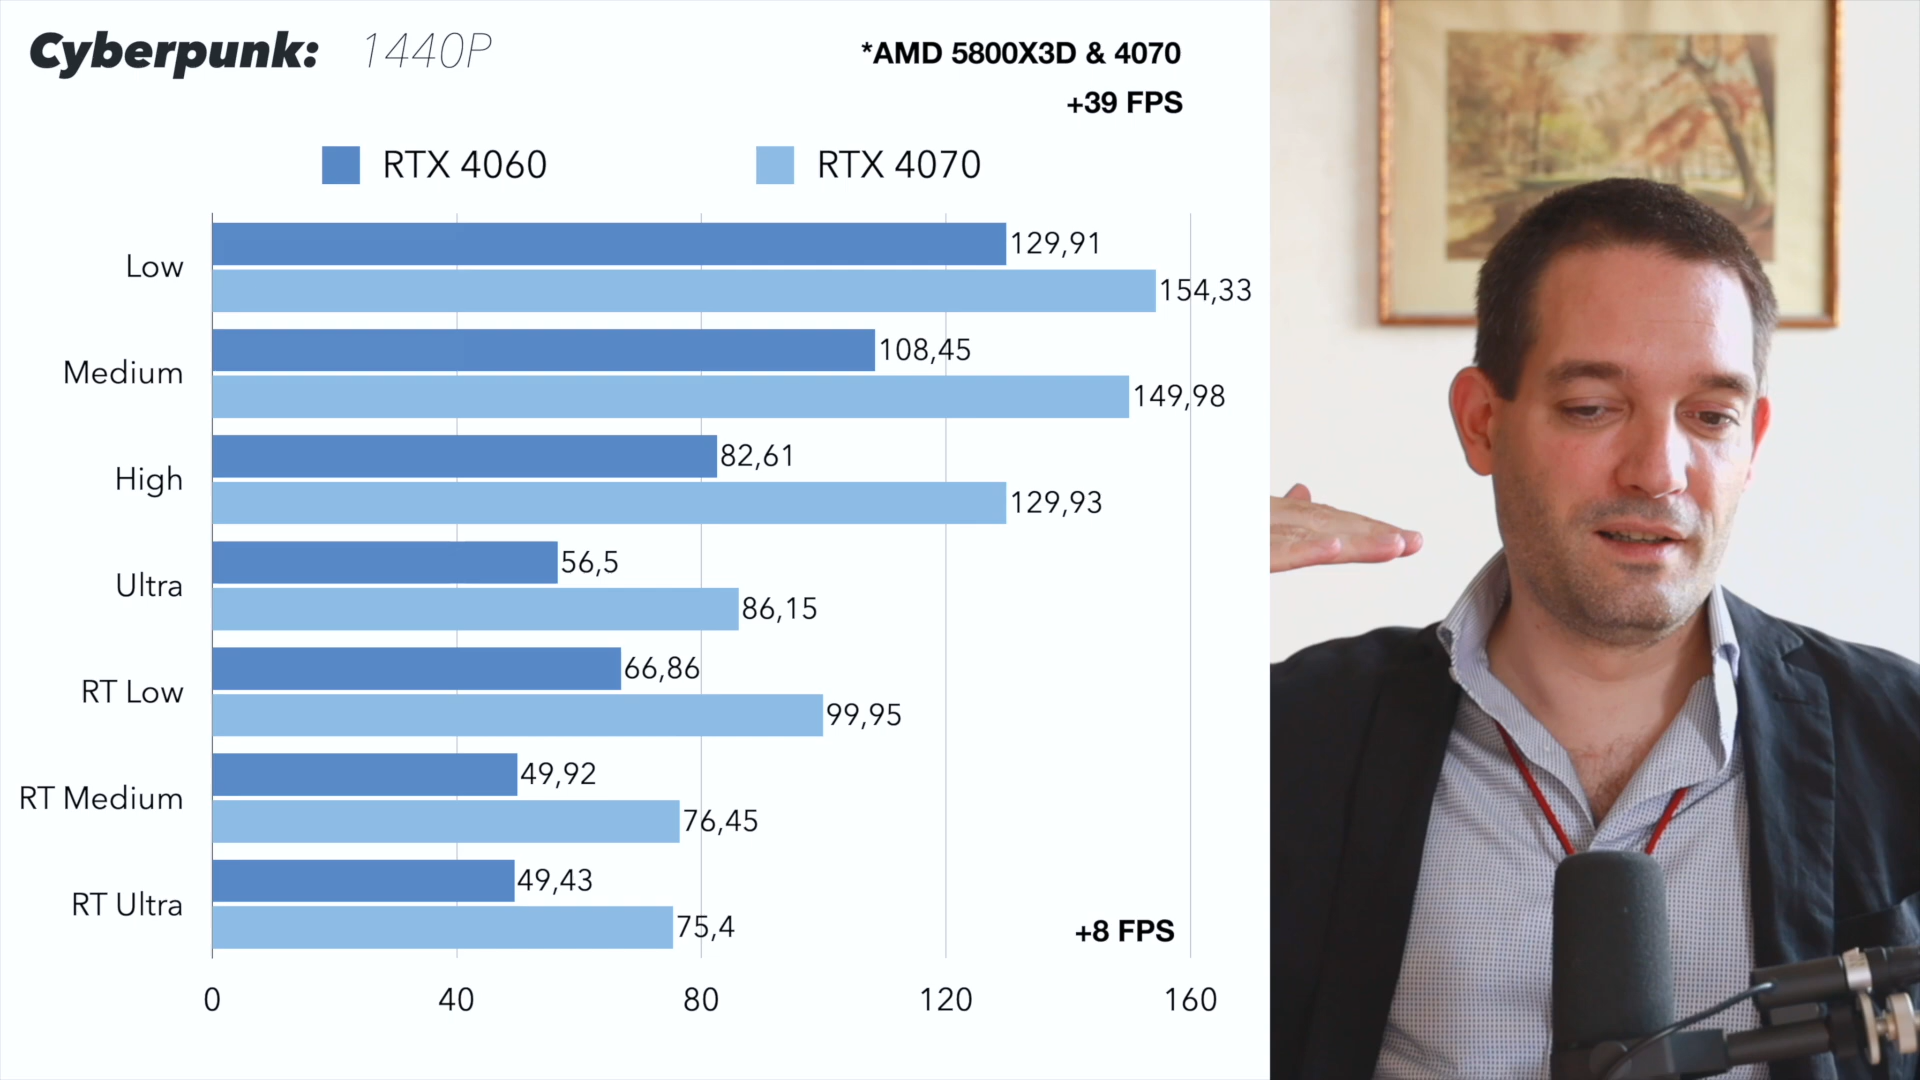 Cyberpunk: 1440P
*AMD 5800X3D & 4070
+39 FPS
RTX 4060
RTX 4070
Low
129,91
154,33
Medium
108,45
149,98
High
82,61
129,93
Ultra
56,5
86,15
RT Low
66,86
99,95
RT Medium
49,92
76,45
RT Ultra
49,43
75,4
+8 FPS
0 40 80 120 160